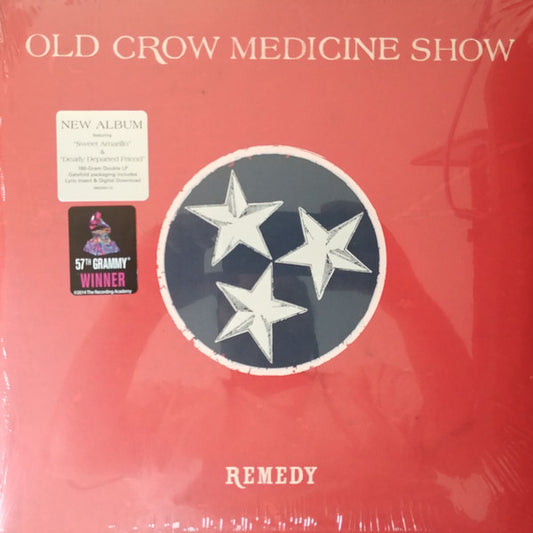 OLD CROW MEDICINE SHOW
NEW ALBUM
featuring
"Sweet Amarillo"
&
"Dearly Departed Friend"
180-Gram Double LP
Gatefold packaging includes
Lyric Insert & Digital Download
57TH GRAMMY®
WINNER
©2014 The Recording Academy
REMEDY